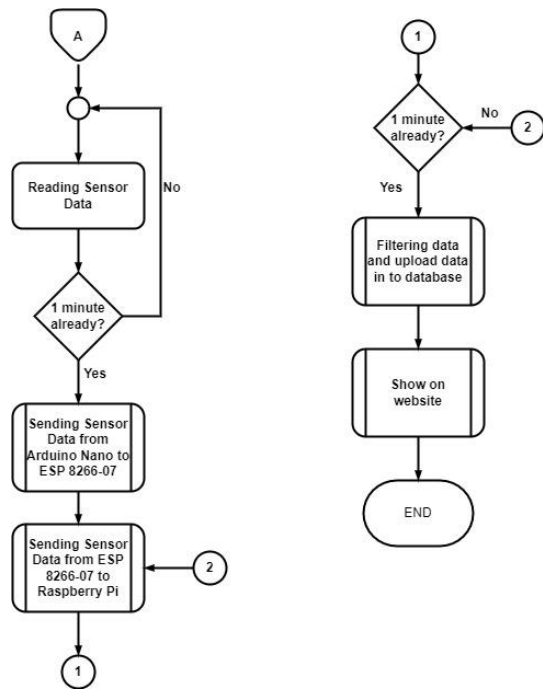 A
Reading Sensor
Data
No
1 minute
already?
Yes
Sending Sensor
Data from
Arduino Nano to
ESP 8266-07
Sending Sensor
Data from ESP
8266-07 to
Raspberry Pi
2
1
1
1 minute
already?
No
2
Yes
Filtering data
and upload data
in to database
Show on
website
END